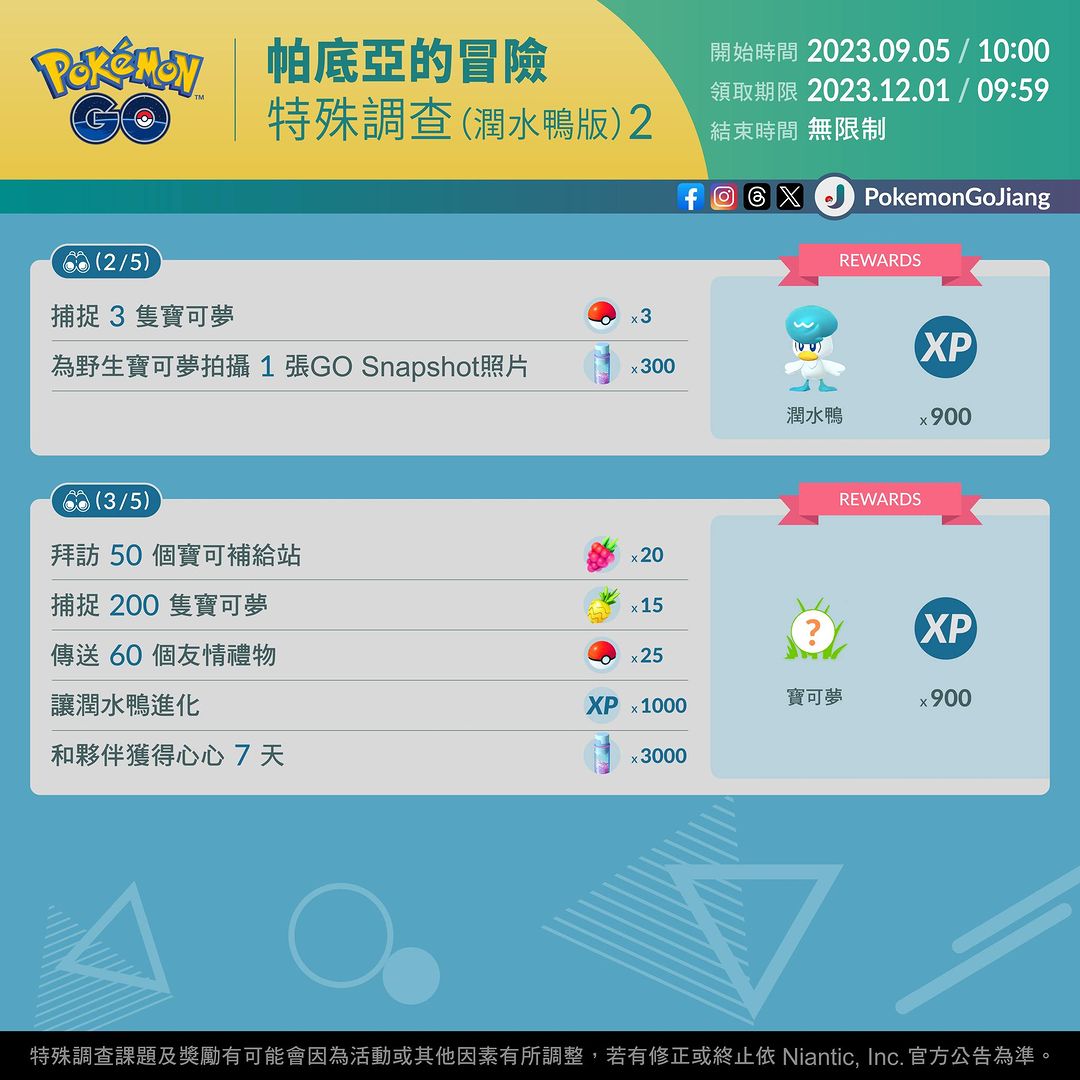 POKÉMON GO
TM
帕底亞的冒險
特殊調查(潤水鴨版)2
開始時間 2023.09.05 / 10:00
領取期限 2023.12.01 / 09:59
結束時間 無限制
PokemonGoJiang
(2/5)
REWARDS
捕捉 3 隻寶可夢 x3
為野生寶可夢拍攝 1 張GO Snapshot照片 x300
XP
潤水鴨
x900
(3/5)
REWARDS
拜訪 50 個寶可補給站 x20
捕捉 200 隻寶可夢 x15
傳送 60 個友情禮物 x25
讓潤水鴨進化 XP x1000
和夥伴獲得心心 7 天 x3000
? XP
寶可夢
x900
特殊調查課題及獎勵有可能會因為活動或其他因素有所調整，若有修正或終止依 Niantic, Inc.官方公告為準。